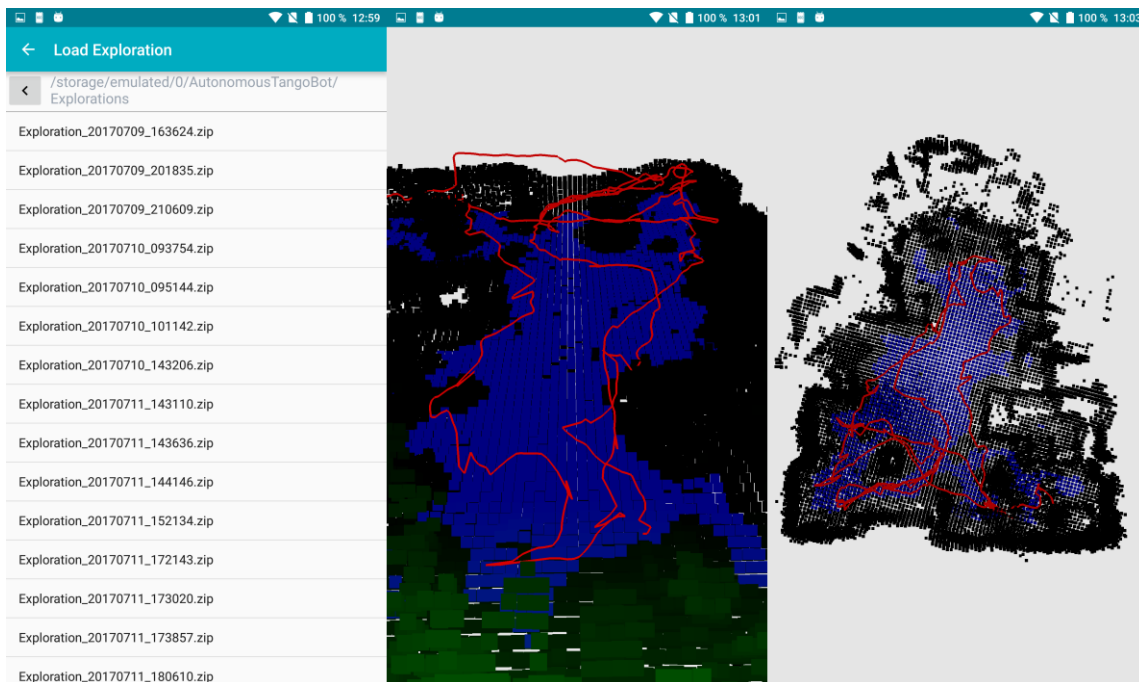 100 % 12:59
Load Exploration
/storage/emulated/0/AutonomousTangoBot/
Explorations
Exploration_20170709_163624.zip
Exploration_20170709_201835.zip
Exploration_20170709_210609.zip
Exploration_20170710_093754.zip
Exploration_20170710_095144.zip
Exploration_20170710_101142.zip
Exploration_20170710_143206.zip
Exploration_20170711_143110.zip
Exploration_20170711_143636.zip
Exploration_20170711_144146.zip
Exploration_20170711_152134.zip
Exploration_20170711_172143.zip
Exploration_20170711_173020.zip
Exploration_20170711_173857.zip
Exploration_20170711_180610.zip
100 % 13:01
100 % 13:03